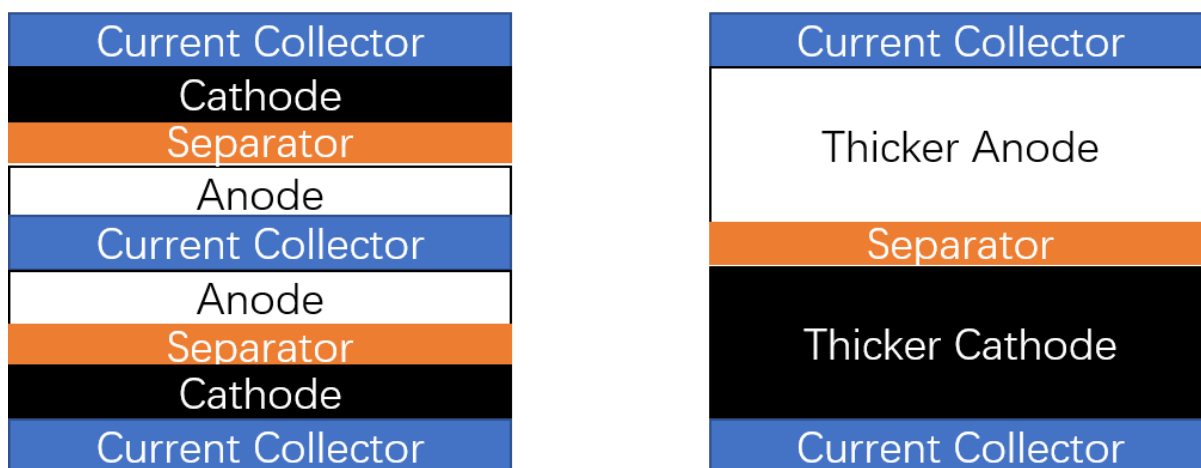 Current Collector
Cathode
Separator
Anode
Current Collector
Anode
Separator
Cathode
Current Collector
Current Collector
Thicker Anode
Separator
Thicker Cathode
Current Collector